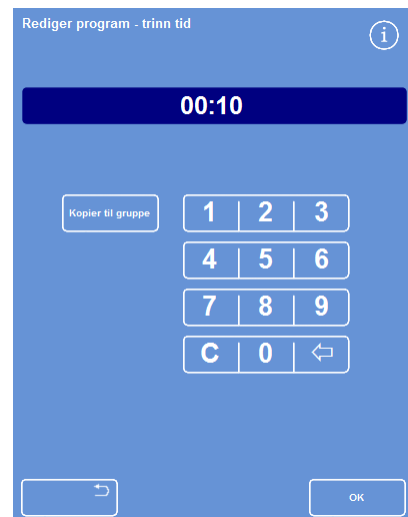 Rediger program - trinn tid
i
00:10
Kopier til gruppe
1 2 3
4 5 6
7 8 9
C 0
OK